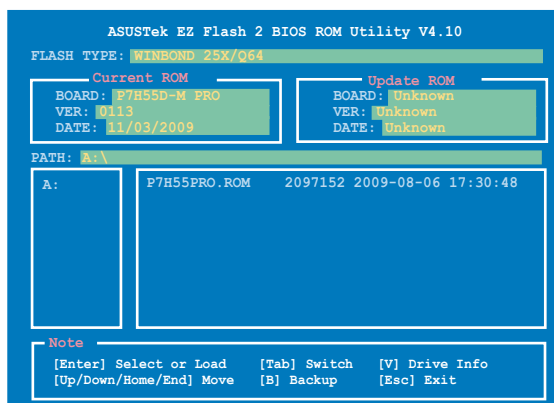 ASUSTek EZ Flash 2 BIOS ROM Utility V4.10
FLASH TYPE: WINBOND 25X/Q64
Current ROM
BOARD: P7H55D-M PRO
VER: 0113
DATE: 11/03/2009
Update ROM
BOARD: Unknown
VER: Unknown
DATE: Unknown
PATH: A:\
A:
P7H55PRO.ROM 2097152 2009-08-06 17:30:48
Note
[Enter] Select or Load [Tab] Switch [V] Drive Info
[Up/Down/Home/End] Move [B] Backup [Esc] Exit